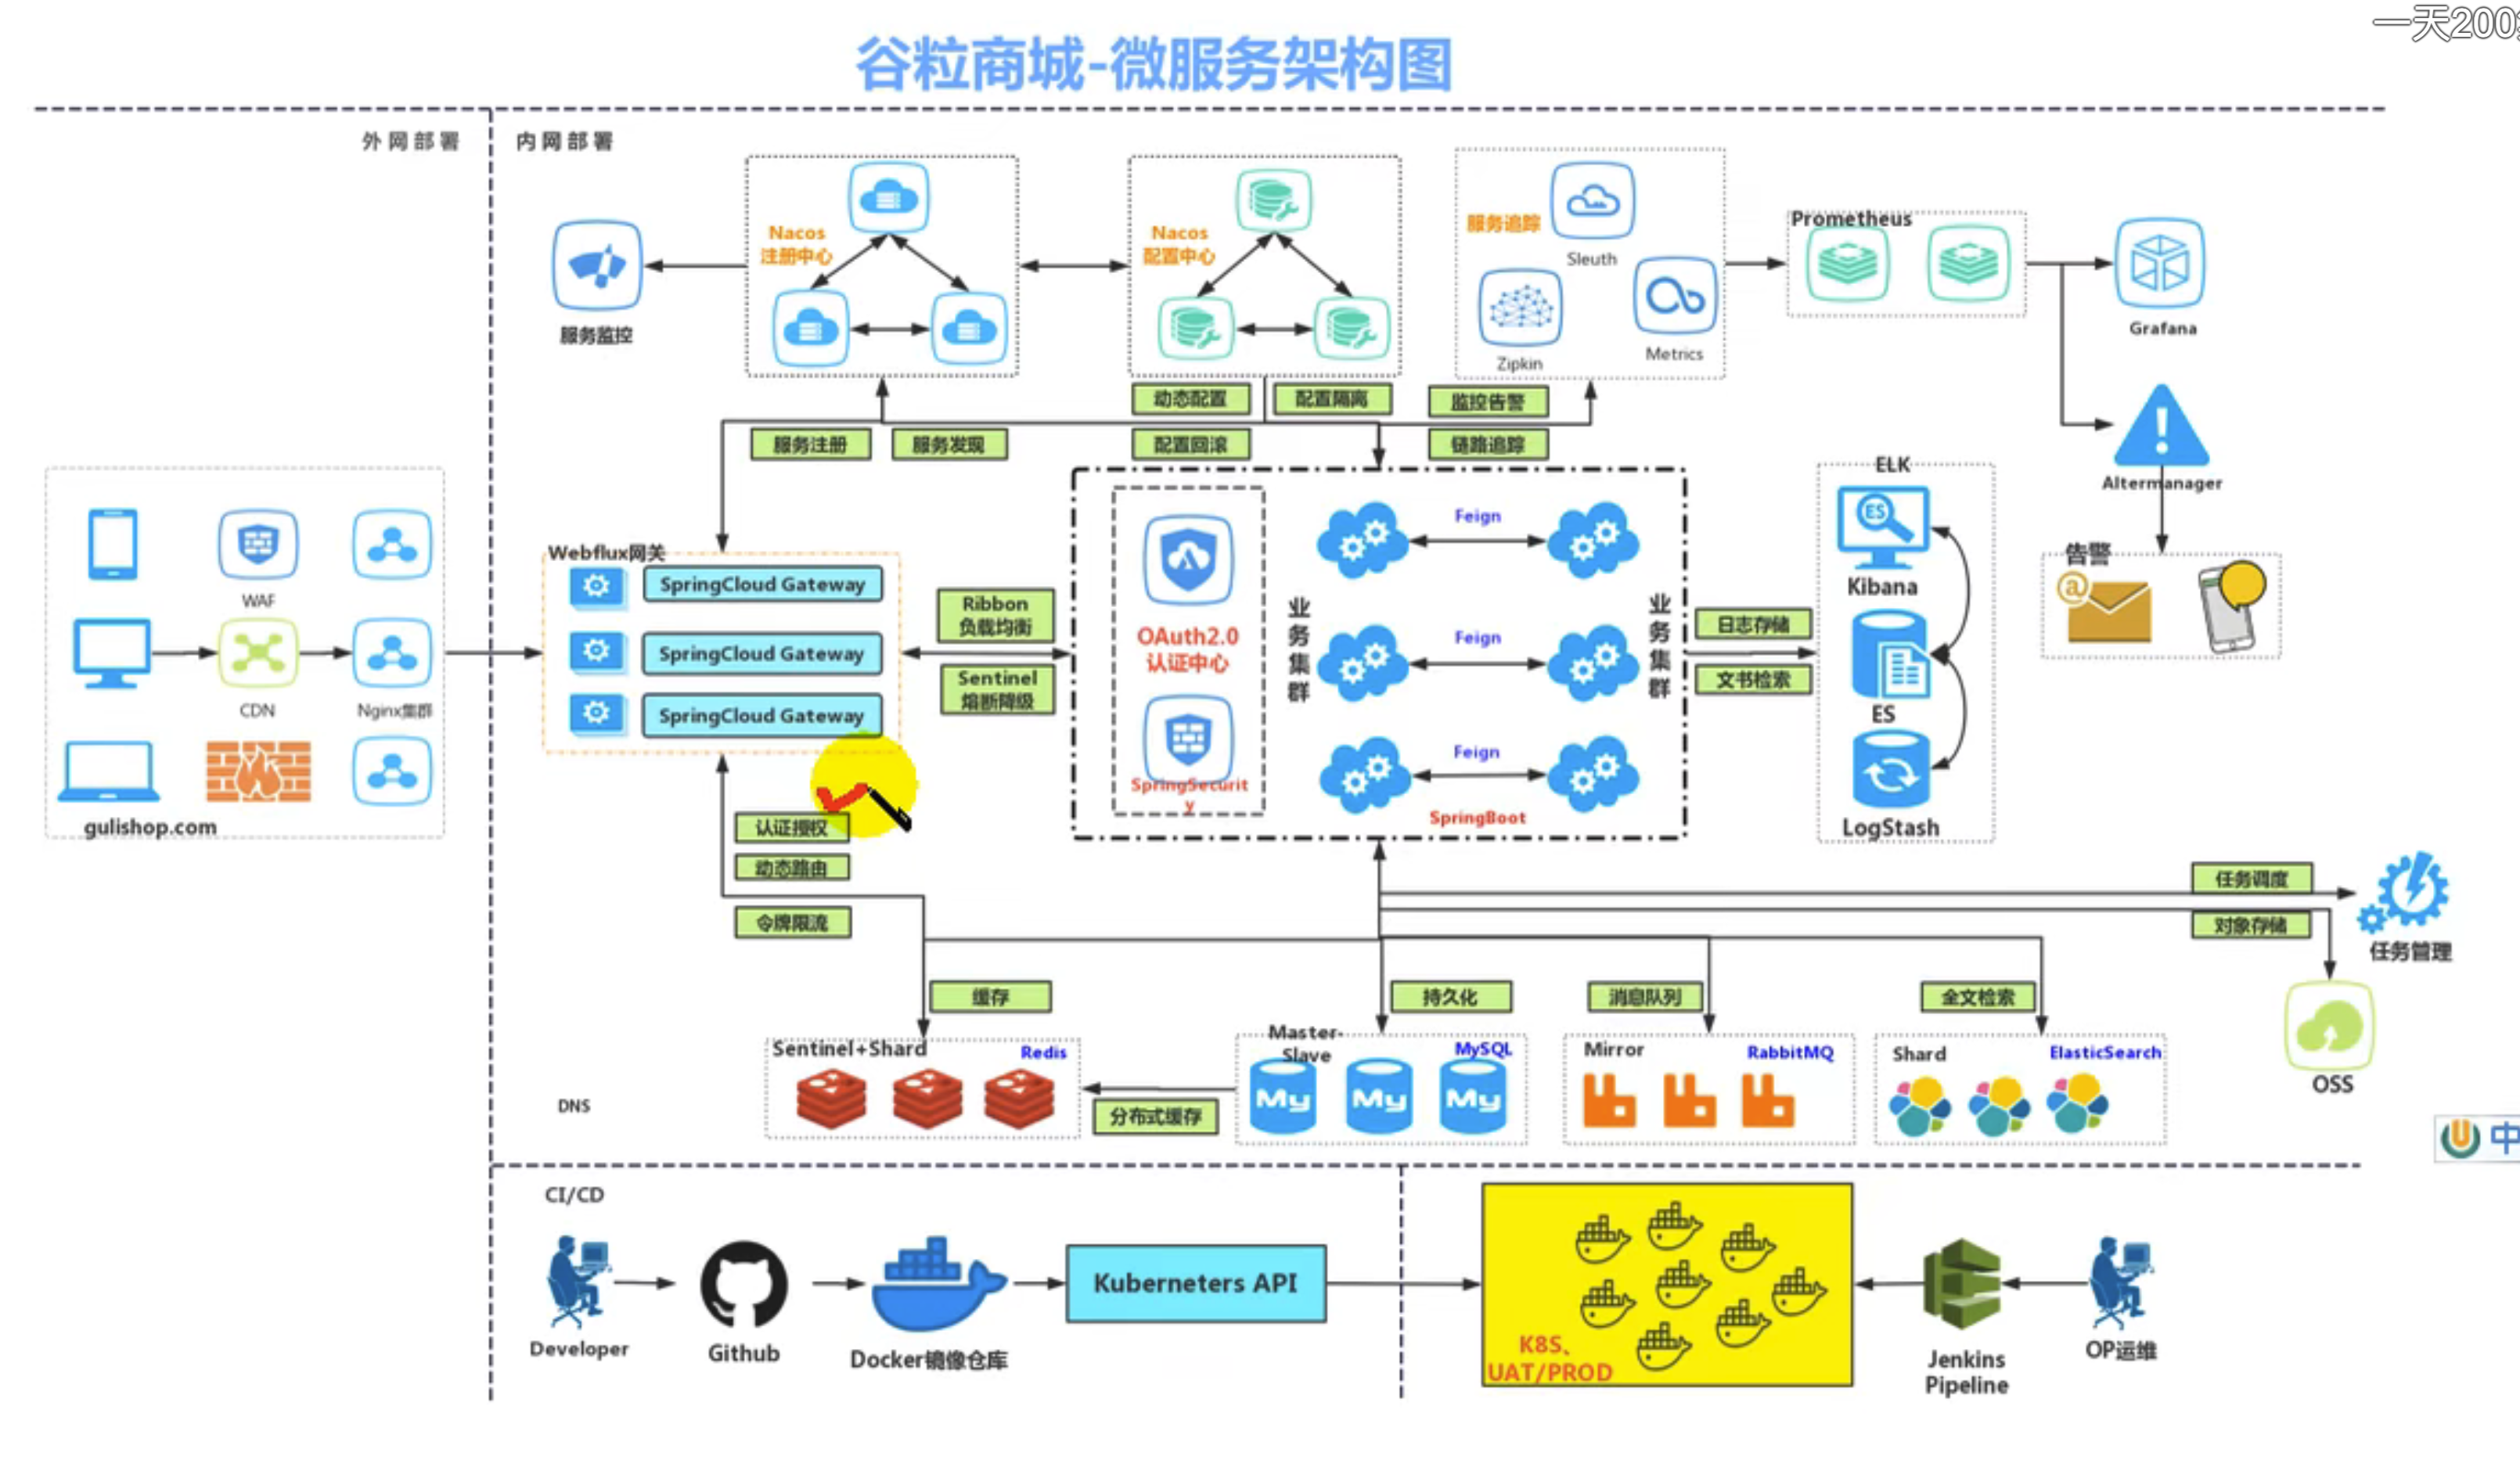 一天200
谷粒商城-微服务架构图
外网部署
内网部署
Nacos
注册中心
服务监控
Nacos
配置中心
服务追踪
Sleuth
Zipkin
Metrics
Prometheus
Grafana
动态配置
配置隔离
监控告警
服务注册
服务发现
配置回滚
链路追踪
Altermanager
告警
@
WAF
CDN
Nginx集群
gulishop.com
Webflux网关
SpringCloud Gateway
SpringCloud Gateway
SpringCloud Gateway
Ribbon
负载均衡
Sentinel
熔断降级
OAuth2.0
认证中心
SpringSecurit
y
业务集群
Feign
Feign
Feign
SpringBoot
业务集群
日志存储
文书检索
ELK
ES
Kibana
ES
LogStash
认证授权
动态路由
令牌限流
任务调度
对象存储
任务管理
OSS
缓存
持久化
消息队列
全文检索
Sentinel+Shard
Redis
分布式缓存
Master-
Slave
MySQL
My
My
My
Mirror
RabbitMQ
Shard
ElasticSearch
DNS
中
CI/CD
Developer
Github
Docker镜像仓库
Kuberneters API
K8S、
UAT/PROD
Jenkins
Pipeline
OP运维